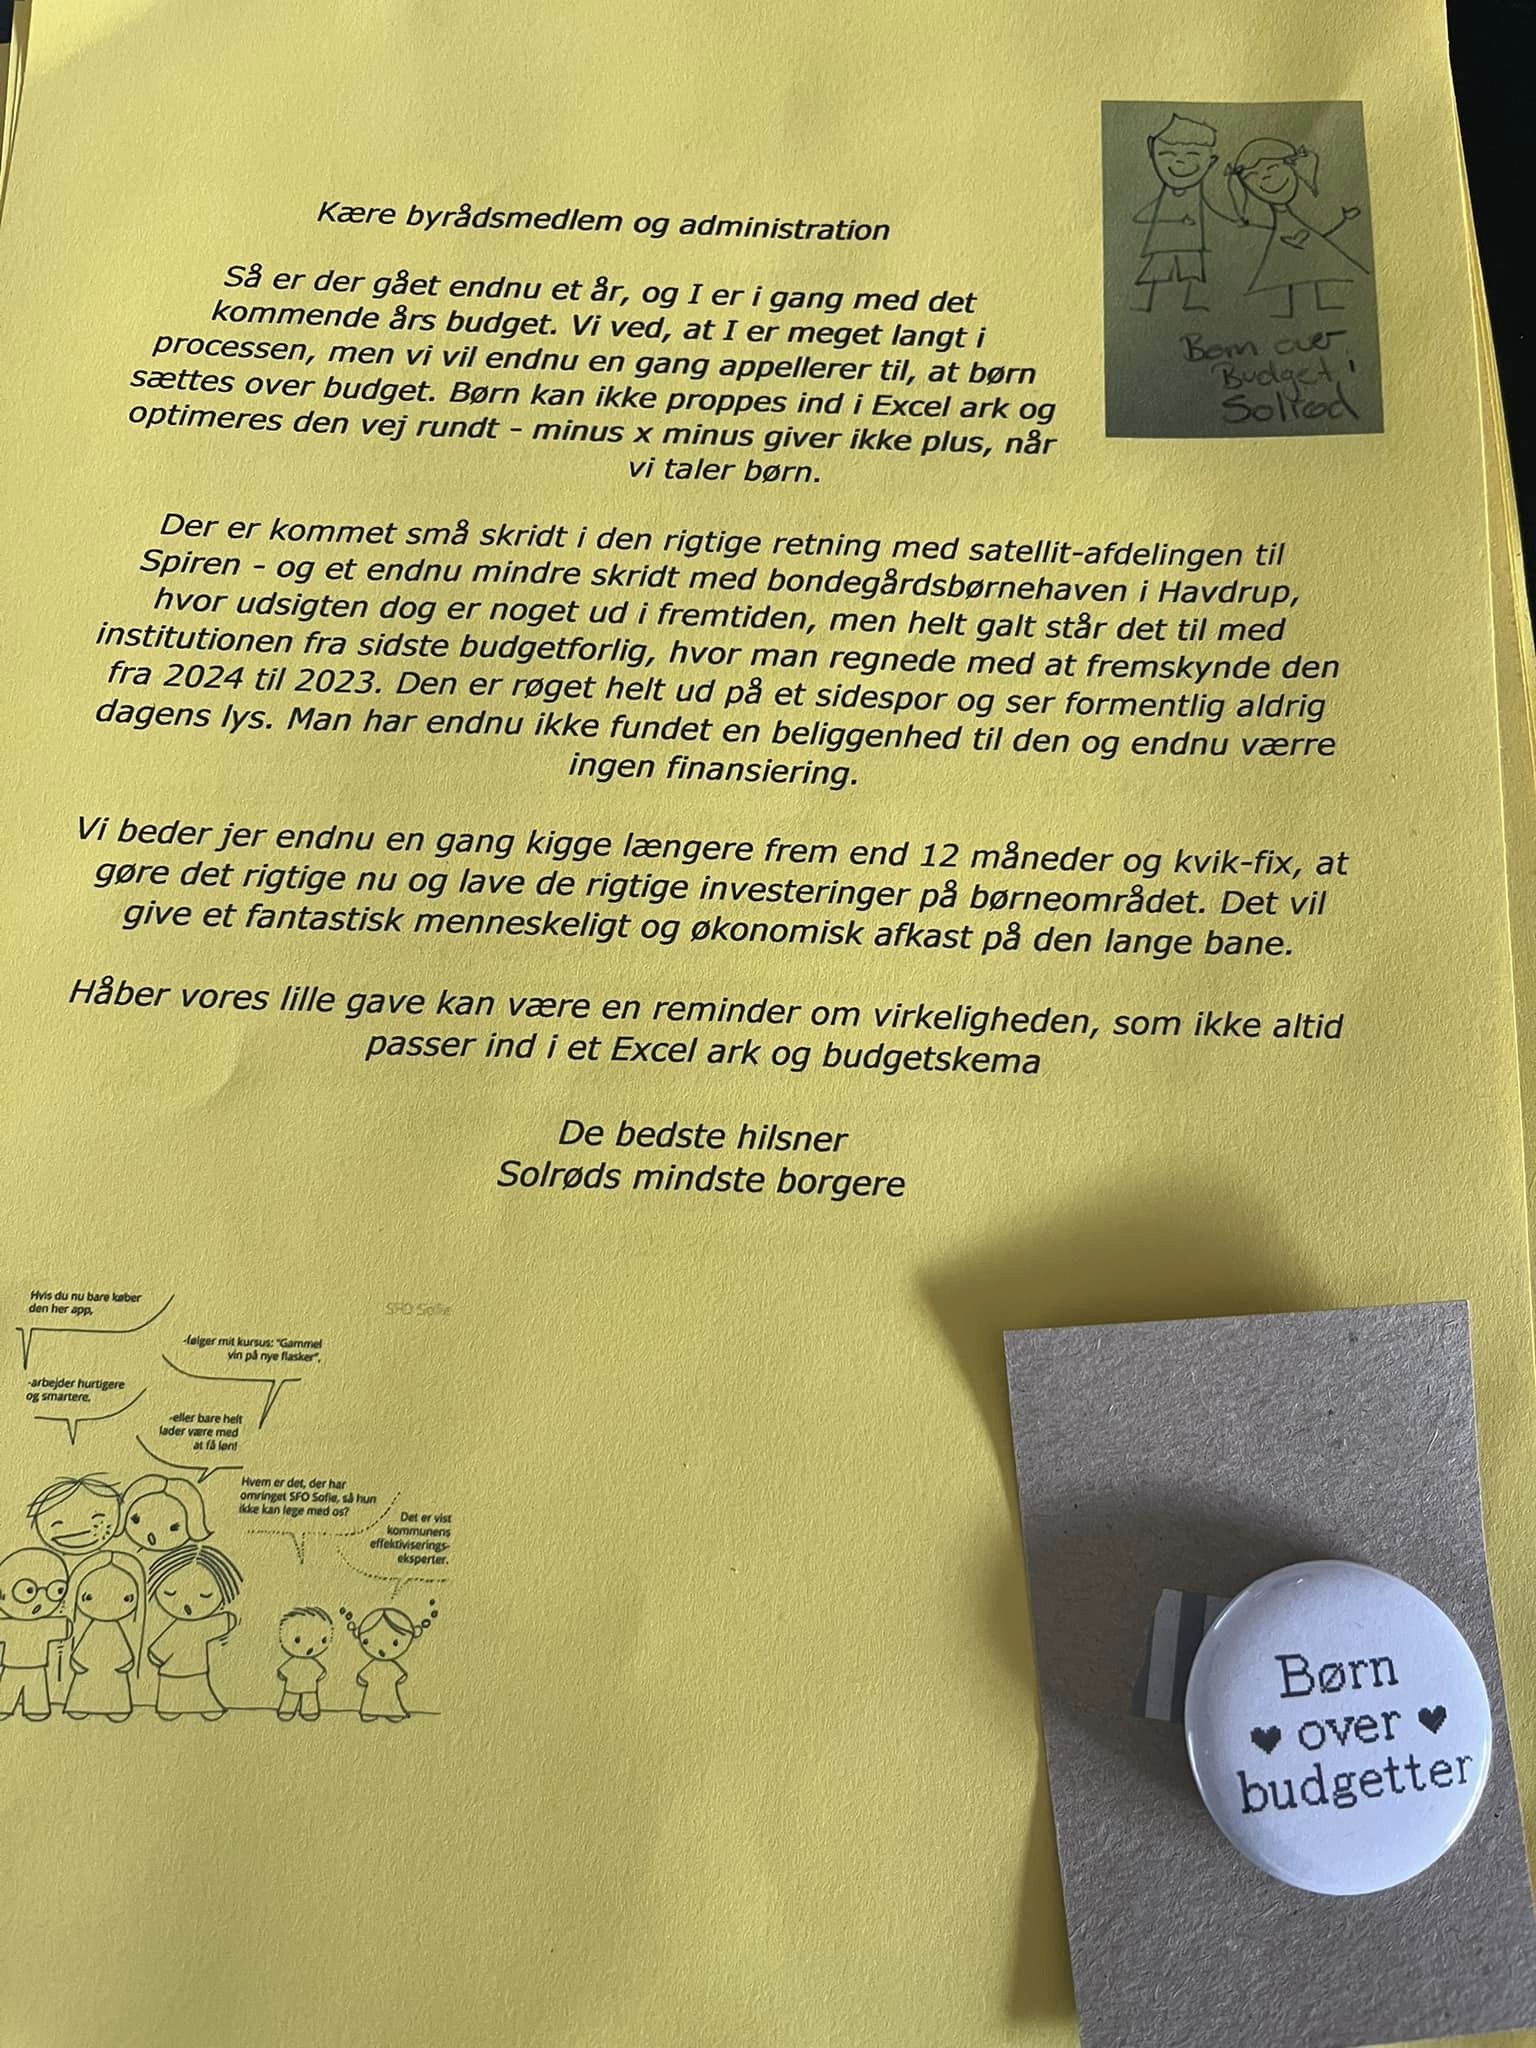 Kære byrådsmedlem og administration
Så er der gået endnu et år, og I er i gang med det
kommende års budget. Vi ved, at I er meget langt i
processen, men vi vil endnu en gang appellerer til, at børn
sættes over budget. Børn kan ikke proppes ind i Excel ark og
optimeres den vej rundt - minus x minus giver ikke plus, når
vi taler børn.
Børn over
Budget!
Solrød
Der er kommet små skridt i den rigtige retning med satellit-afdelingen til
Spiren - og et endnu mindre skridt med bondegårdsbørnehaven i Havdrup,
hvor udsigten dog er noget ud i fremtiden, men helt galt står det til med
institutionen fra sidste budgetforlig, hvor man regnede med at fremskynde den
fra 2024 til 2023. Den er røget helt ud på et sidespor og ser formentlig aldrig
dagens lys. Man har endnu ikke fundet en beliggenhed til den og endnu værre
ingen finansiering.
Vi beder jer endnu en gang kigge længere frem end 12 måneder og kvik-fix, at
gøre det rigtige nu og lave de rigtige investeringer på børneområdet. Det vil
give et fantastisk menneskeligt og økonomisk afkast på den lange bane.
Håber vores lille gave kan være en reminder om virkeligheden, som ikke altid
passer ind i et Excel ark og budgetskema
De bedste hilsner
Solrøds mindste borgere
SFO Sofie
Hvis du nu bare køber
den her app,
-følger mit kursus: "Gammel
vin på nye flasker",
-arbejder hurtigere
og smartere,
-eller bare helt
lader være med
at få løn!
Hvem er det, der har
omringet SFO Sofie, så hun
ikke kan lege med os?
Det er vist
kommunens
effektiviserings-
eksperter.
Børn
over
budgetter